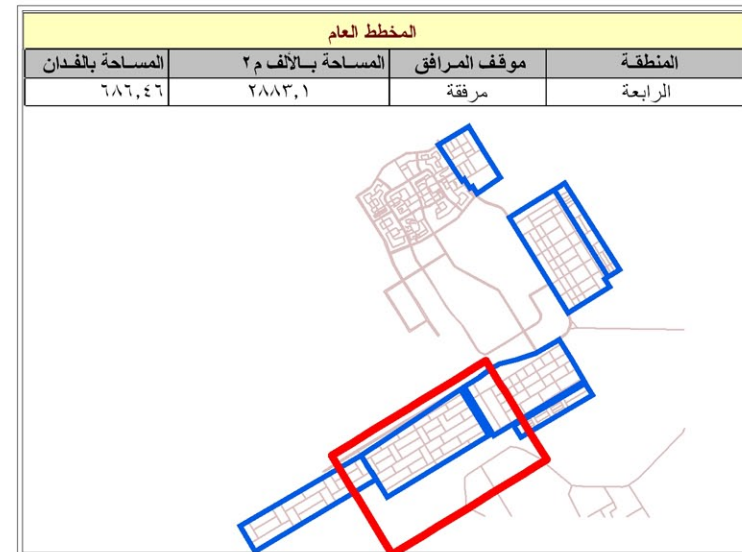 المخطط العام
المنطقة موقف المرافق المساحة بالألف م٢ المساحة بالفدان
الرابعة مرفقة ٢٨٨٣,١ ٦٨٦,٤٦